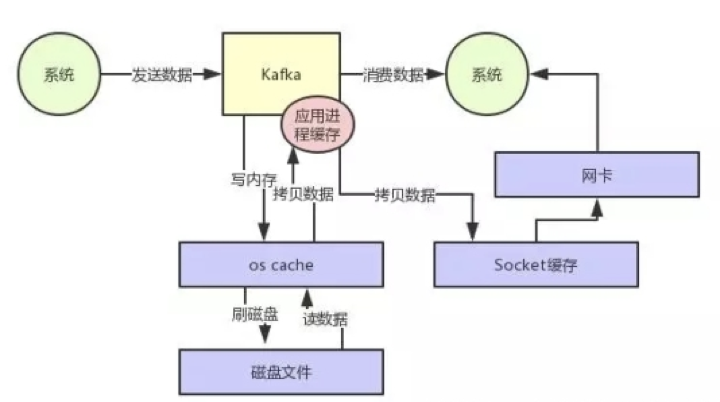 系统
发送数据
Kafka
消费数据
系统
应用进
程缓存
写内存
拷贝数据
拷贝数据
网卡
os cache
Socket缓存
刷磁盘
读数据
磁盘文件